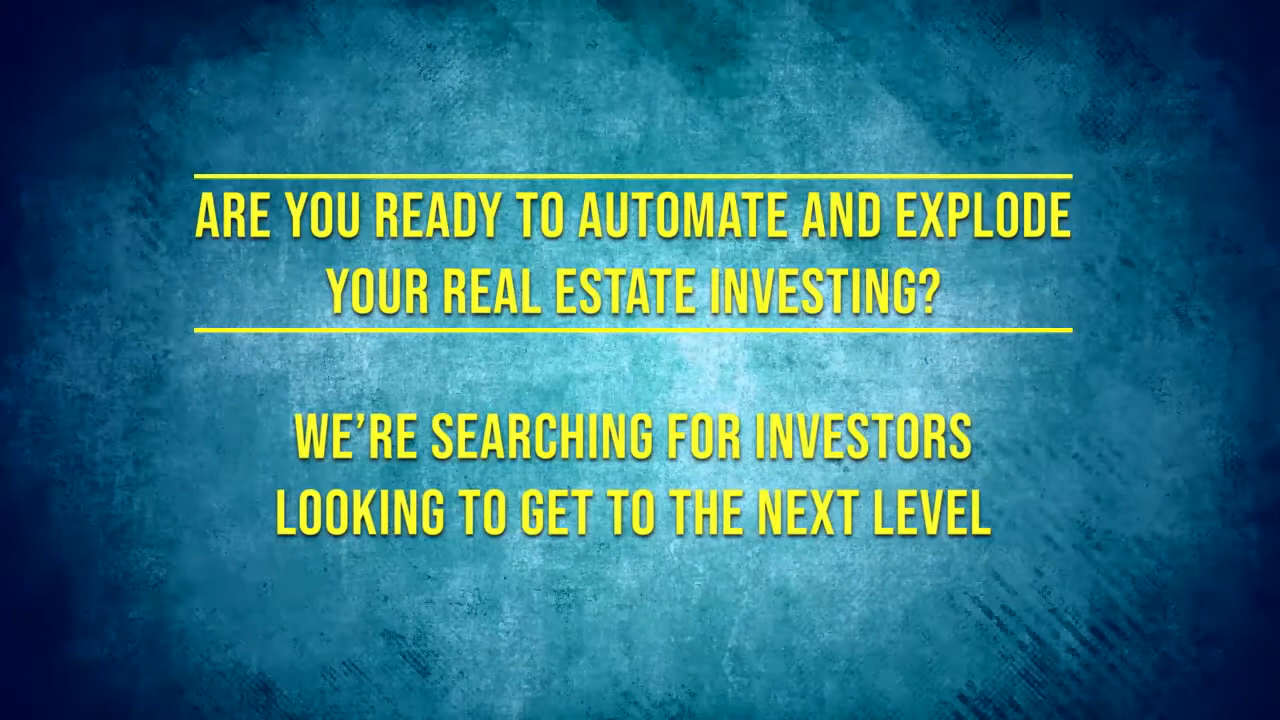 ARE YOU READY TO AUTOMATE AND EXPLODE
YOUR REAL ESTATE INVESTING?
WE’RE SEARCHING FOR INVESTORS
LOOKING TO GET TO THE NEXT LEVEL